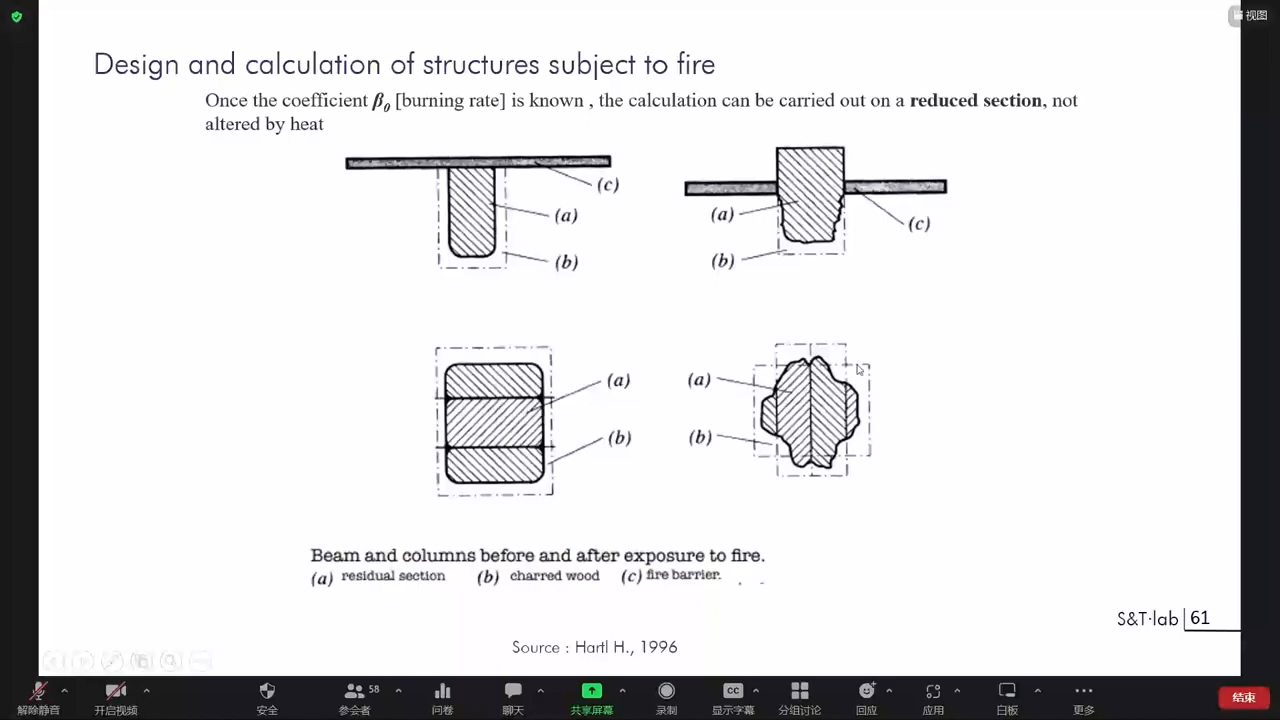 视图
Design and calculation of structures subject to fire
Once the coefficient β₀ [burning rate] is known , the calculation can be carried out on a reduced section, not
altered by heat
(c)
(a)
(b)
(a)
(c)
(b)
(a)
(b)
(a)
(b)
Beam and columns before and after exposure to fire.
(a) residual section (b) charred wood (c) fire barrier.
S&T·lab 61
Source : Hartl H., 1996
58
CC
解除静音 开启视频 安全 参会者 问卷 聊天 共享屏幕 录制 显示字幕 分组讨论 回应 应用 白板 更多 结束